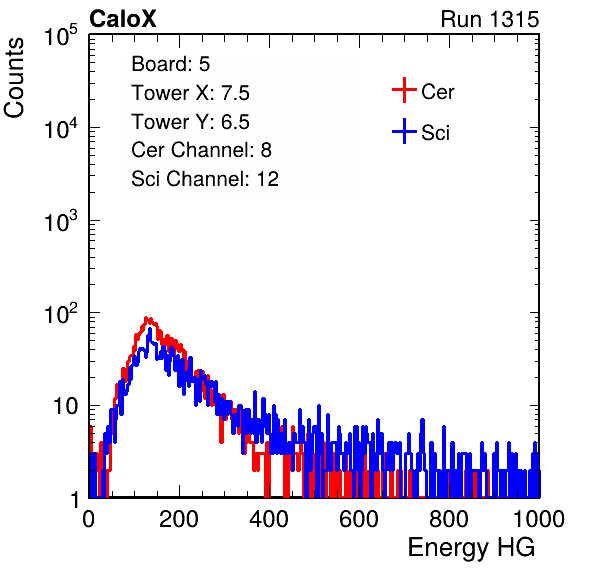 CaloX
Run 1315
Counts
10^5
10^4
10^3
10^2
10
1
Board: 5
Tower X: 7.5
Tower Y: 6.5
Cer Channel: 8
Sci Channel: 12
Cer
Sci
0 200 400 600 800 1000
Energy HG